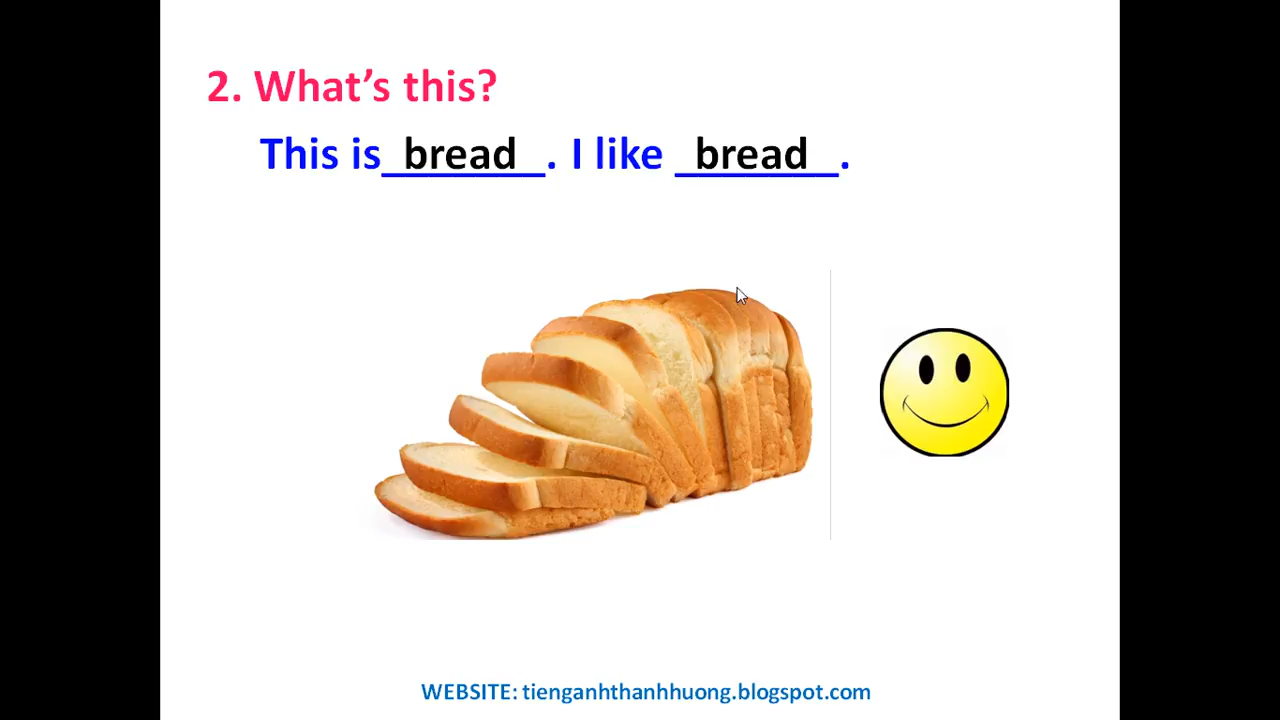 2. What's this?
This is bread. I like bread.
WEBSITE: tienganhthanhhuong.blogspot.com